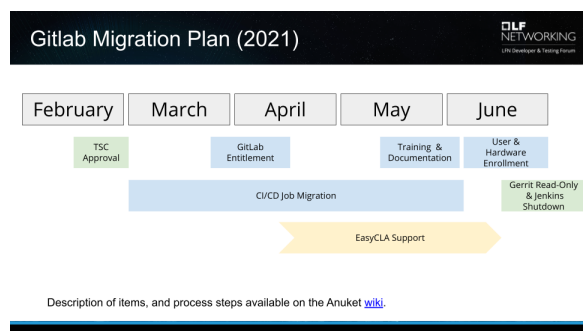 Gitlab Migration Plan (2021)
LF
NETWORKING
LFN Developer & Testing Forum
February
March
April
May
June
TSC
Approval
GitLab
Entitlement
Training &
Documentation
User &
Hardware
Enrollment
CI/CD Job Migration
Gerrit Read-Only
& Jenkins
Shutdown
EasyCLA Support
Description of items, and process steps available on the Anuket wiki.